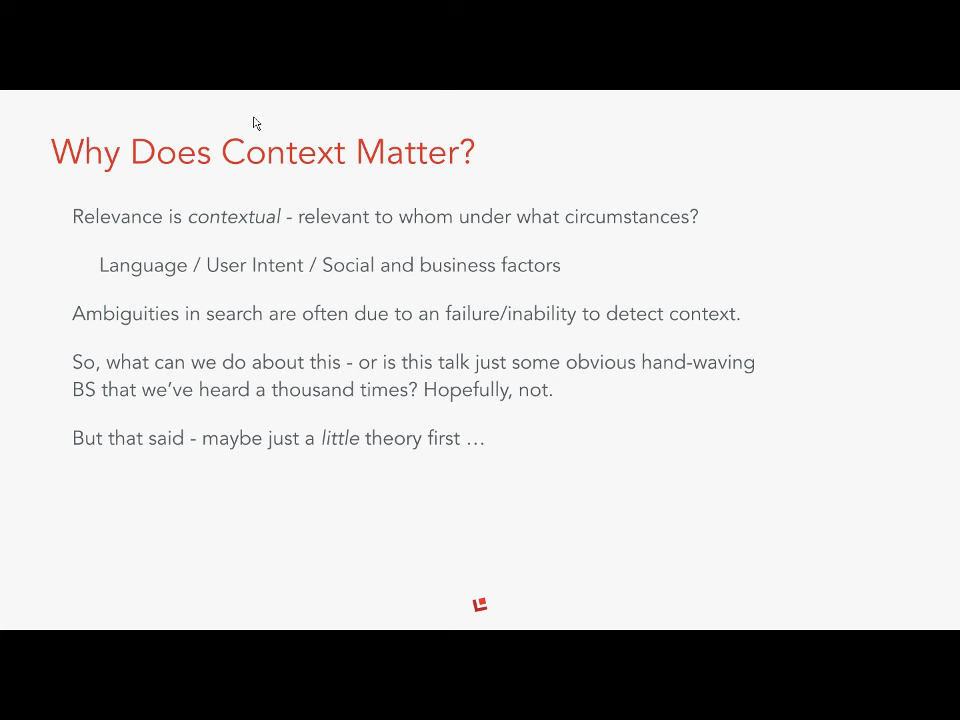 Why Does Context Matter?
Relevance is contextual - relevant to whom under what circumstances?
Language / User Intent / Social and business factors
Ambiguities in search are often due to an failure/inability to detect context.
So, what can we do about this - or is this talk just some obvious hand-waving
BS that we’ve heard a thousand times? Hopefully, not.
But that said - maybe just a little theory first …